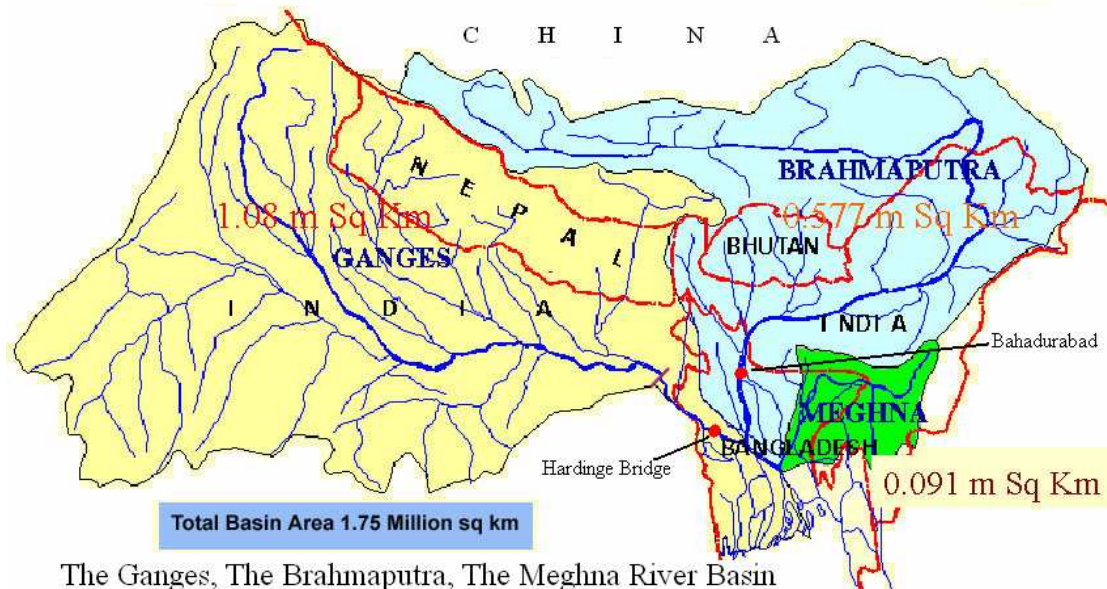 C H I N A
N E P A L
BRAHMAPUTRA
1.08 m Sq Km
0.577 m Sq Km
BHUTAN
GANGES
I N D I A
INDIA
Bahadurabad
MEGHNA
BANGLADESH
Hardinge Bridge
0.091 m Sq Km
Total Basin Area 1.75 Million sq km
The Ganges, The Brahmaputra, The Meghna River Basin